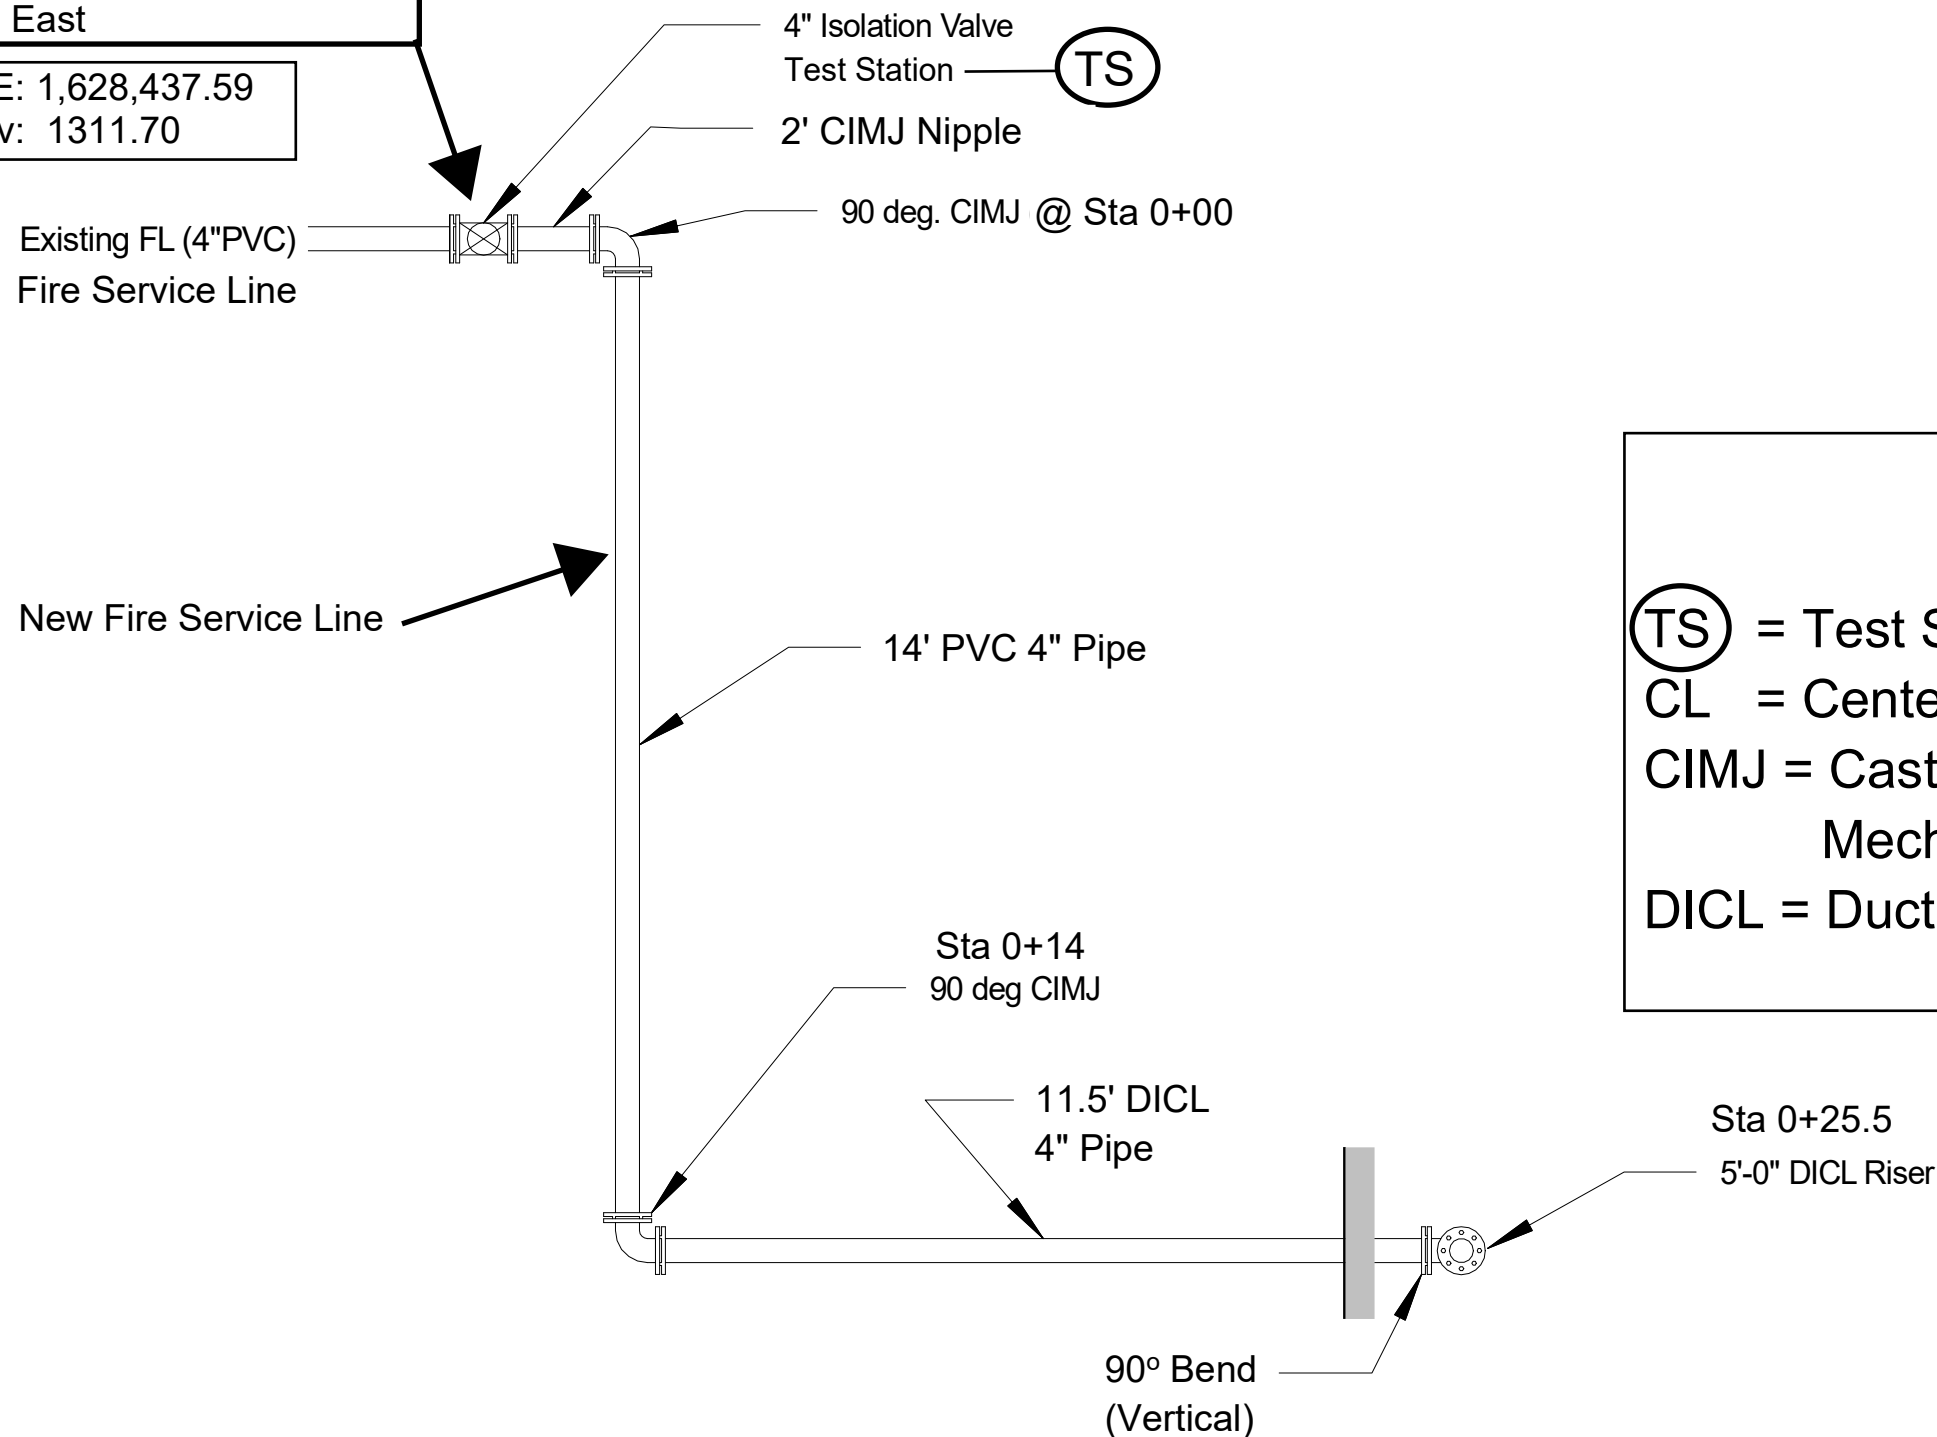 East
E: 1,628,437.59
v: 1311.70
4" Isolation Valve
Test Station
TS
2' CIMJ Nipple
90 deg. CIMJ @ Sta 0+00
Existing FL (4"PVC)
Fire Service Line
New Fire Service Line
14' PVC 4" Pipe
TS = Test S
CL = Cente
CIMJ = Cast
Mech
DICL = Duct
Sta 0+14
90 deg CIMJ
11.5' DICL
4" Pipe
Sta 0+25.5
5'-0" DICL Riser
90º Bend
(Vertical)